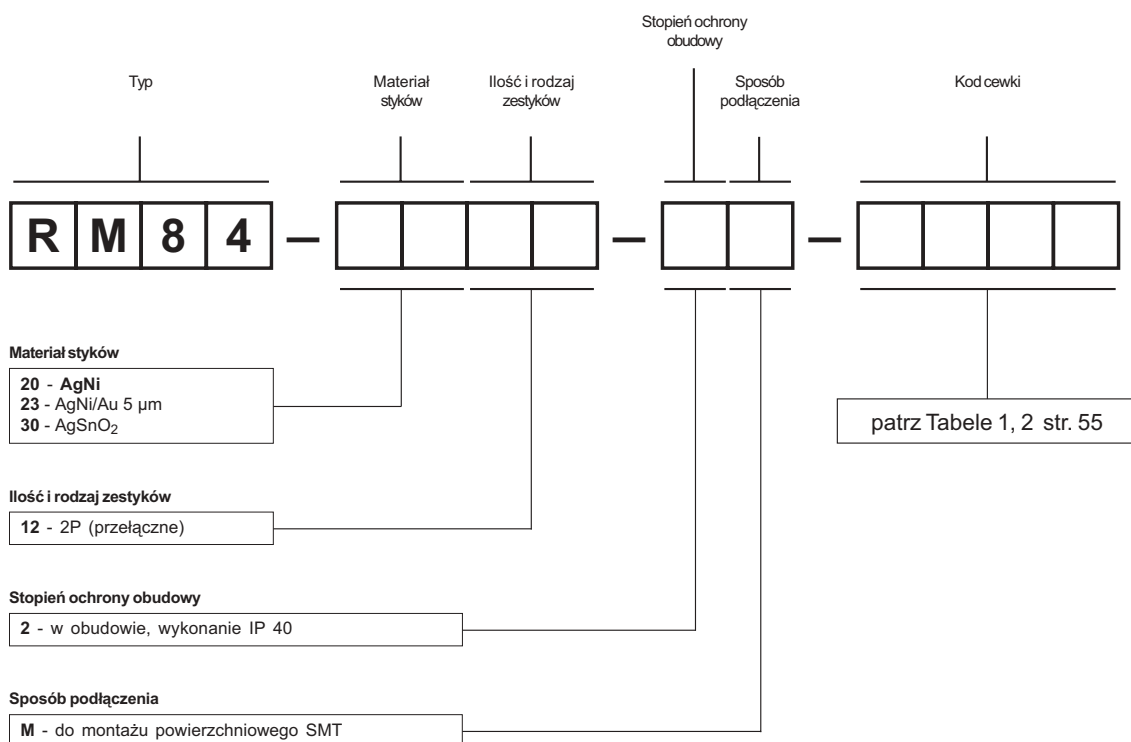 Stopień ochrony
obudowy
Typ
Materiał
styków
Ilość i rodzaj
zestyków
Sposób
podłączenia
Kod cewki
R M 8 4 – – –
Materiał styków
20 - AgNi
23 - AgNi/Au 5 µm
30 - AgSnO₂
patrz Tabele 1, 2 str. 55
Ilość i rodzaj zestyków
12 - 2P (przełączne)
Stopień ochrony obudowy
2 - w obudowie, wykonanie IP 40
Sposób podłączenia
M - do montażu powierzchniowego SMT